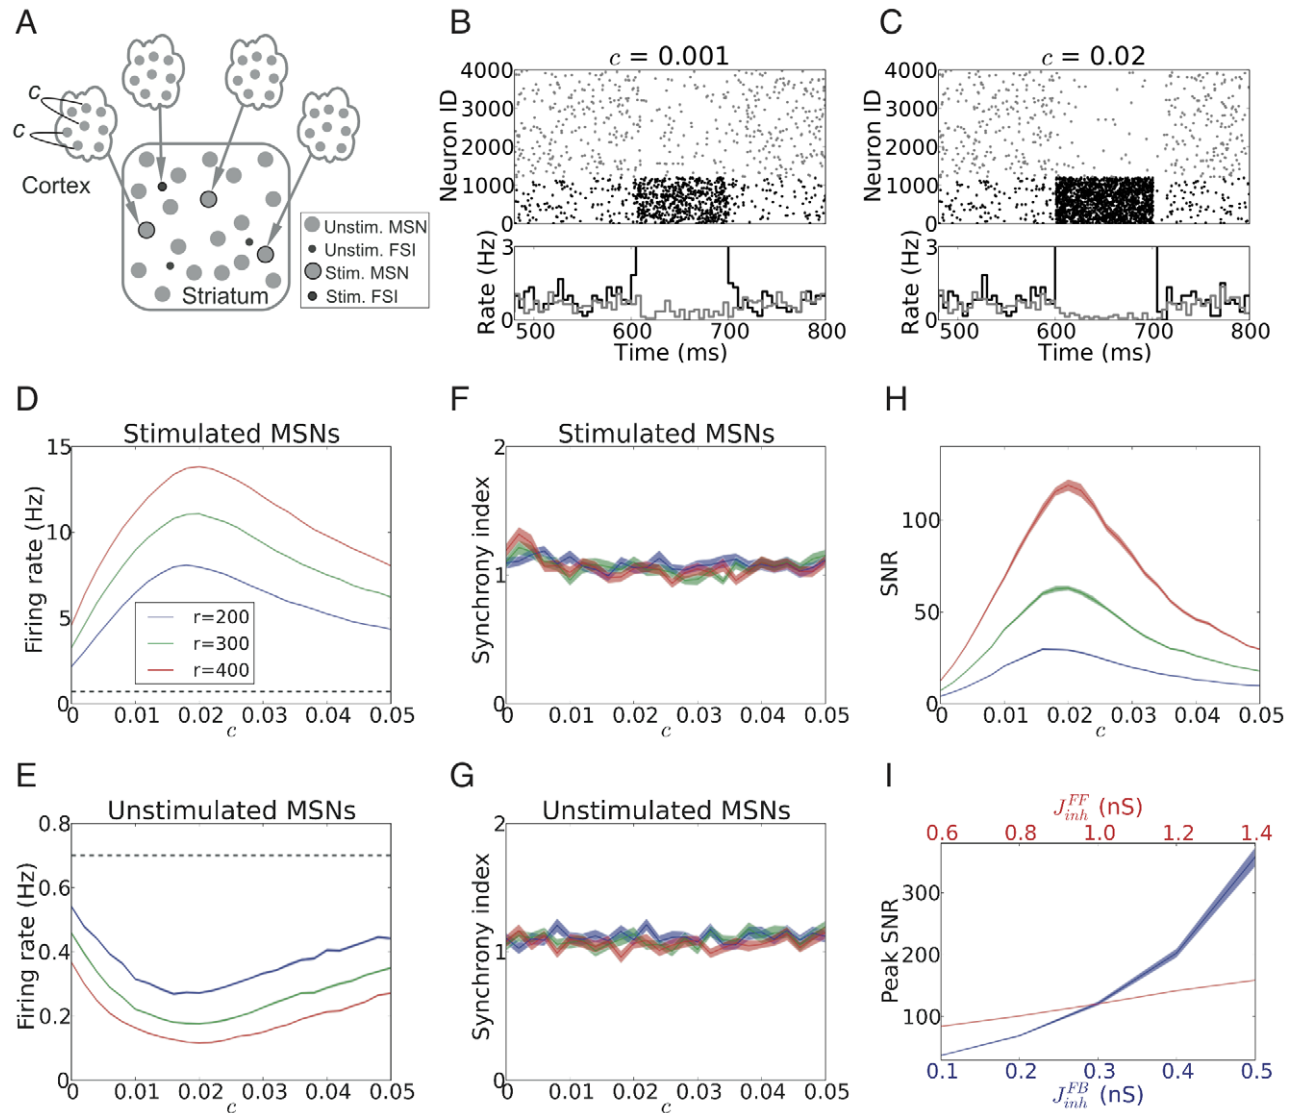 A
c
c
Cortex
Striatum
Unstim. MSN
Unstim. FSI
Stim. MSN
Stim. FSI
B
c = 0.001
Neuron ID
4000
3000
2000
1000
0
Rate (Hz)
3
0
500
600
700
800
Time (ms)
C
c = 0.02
Neuron ID
4000
3000
2000
1000
0
Rate (Hz)
3
0
500
600
700
800
Time (ms)
D
Stimulated MSNs
Firing rate (Hz)
15
10
5
0
r=200
r=300
r=400
0
0.01
0.02
0.03
0.04
0.05
c
F
Stimulated MSNs
Synchrony index
2
1
0
0
0.01
0.02
0.03
0.04
0.05
c
H
SNR
100
50
0
0
0.01
0.02
0.03
0.04
0.05
c
E
Unstimulated MSNs
Firing rate (Hz)
0.8
0.6
0.4
0.2
0
0
0.01
0.02
0.03
0.04
0.05
c
G
Unstimulated MSNs
Synchrony index
2
1
0
0
0.01
0.02
0.03
0.04
0.05
c
I
J^{FF}_{inh} (nS)
0.6
0.8
1.0
1.2
1.4
Peak SNR
300
200
100
0.1
0.2
0.3
0.4
0.5
J^{FB}_{inh} (nS)